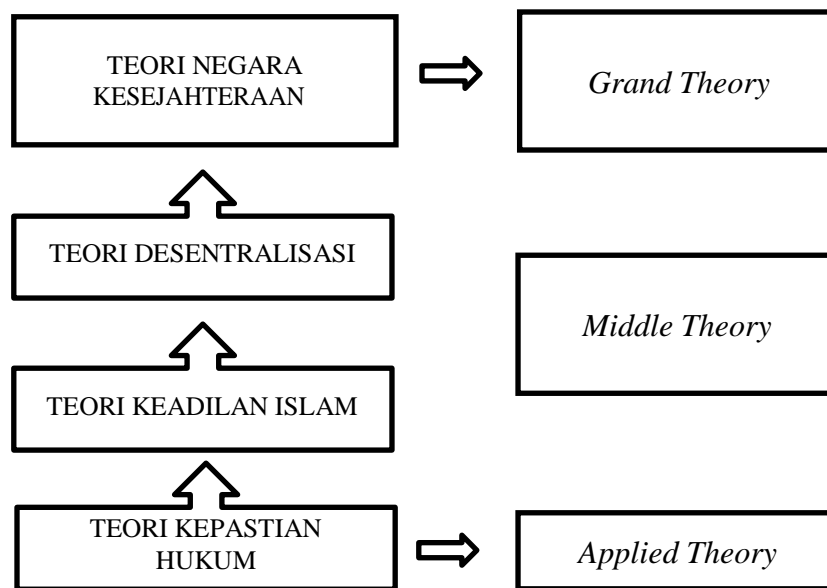 TEORI NEGARA
KESEJAHTERAAN
Grand Theory
TEORI DESENTRALISASI
Middle Theory
TEORI KEADILAN ISLAM
TEORI KEPASTIAN
HUKUM
Applied Theory